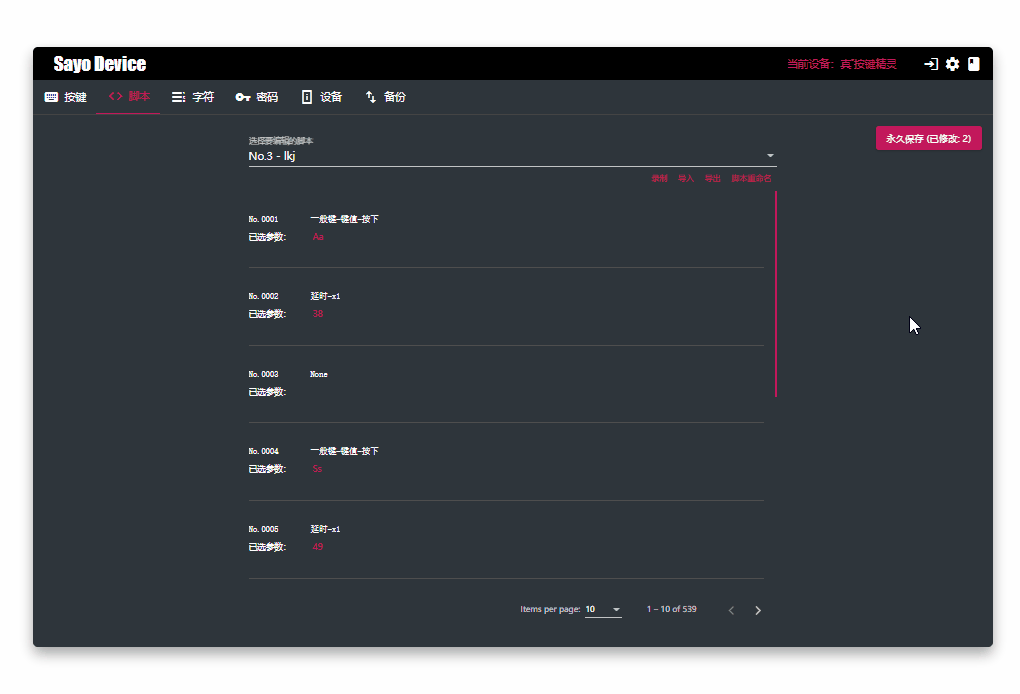 Sayo Device
当前设备: 真"按键精灵
按键 脚本 字符 密码 设备 备份
选择要编辑的脚本
永久保存 (已修改: 2)
No.3 - lkj
录制 导入 导出 脚本重命名
No. 0001 一般键-键值-按下
已选参数: Aa
No. 0002 延时-x1
已选参数: 38
No. 0003 None
已选参数:
No. 0004 一般键-键值-按下
已选参数: Ss
No. 0005 延时-x1
已选参数: 49
Items per page: 10 1 – 10 of 539